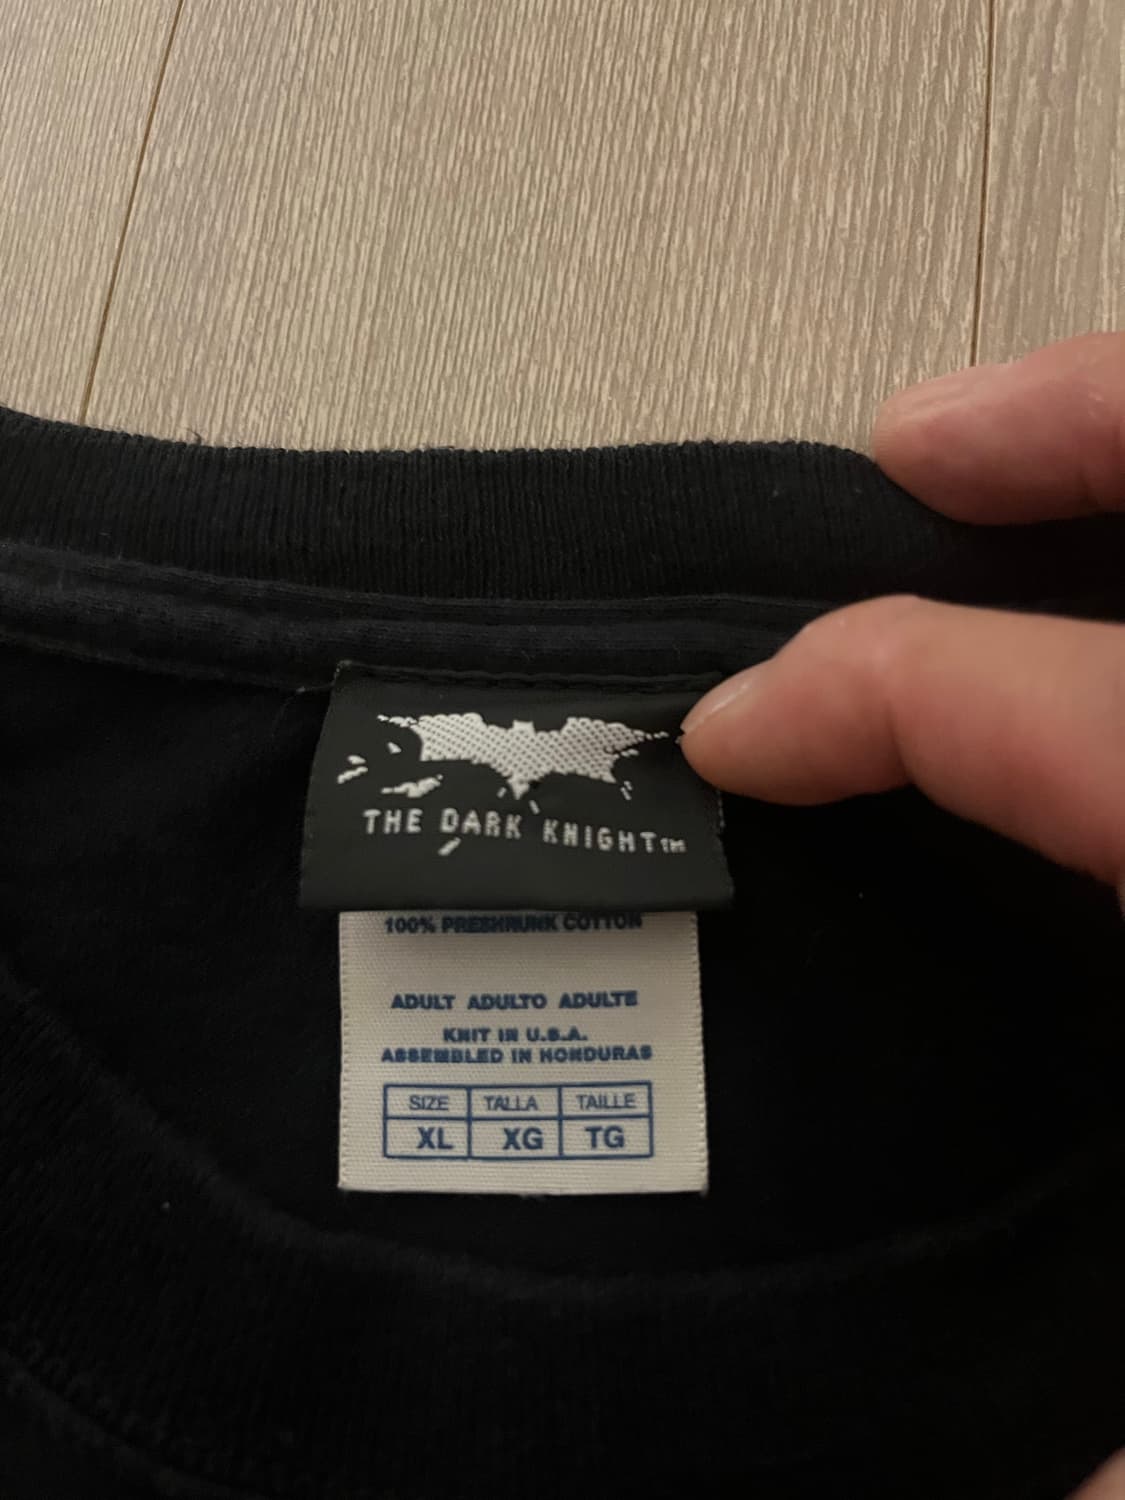 THE DARK KNIGHT™
100% PRESHRUNK COTTON
ADULT ADULTO ADULTE
KNIT IN U.S.A.
ASSEMBLED IN HONDURAS
SIZE TALLA TAILLE
XL XG TG